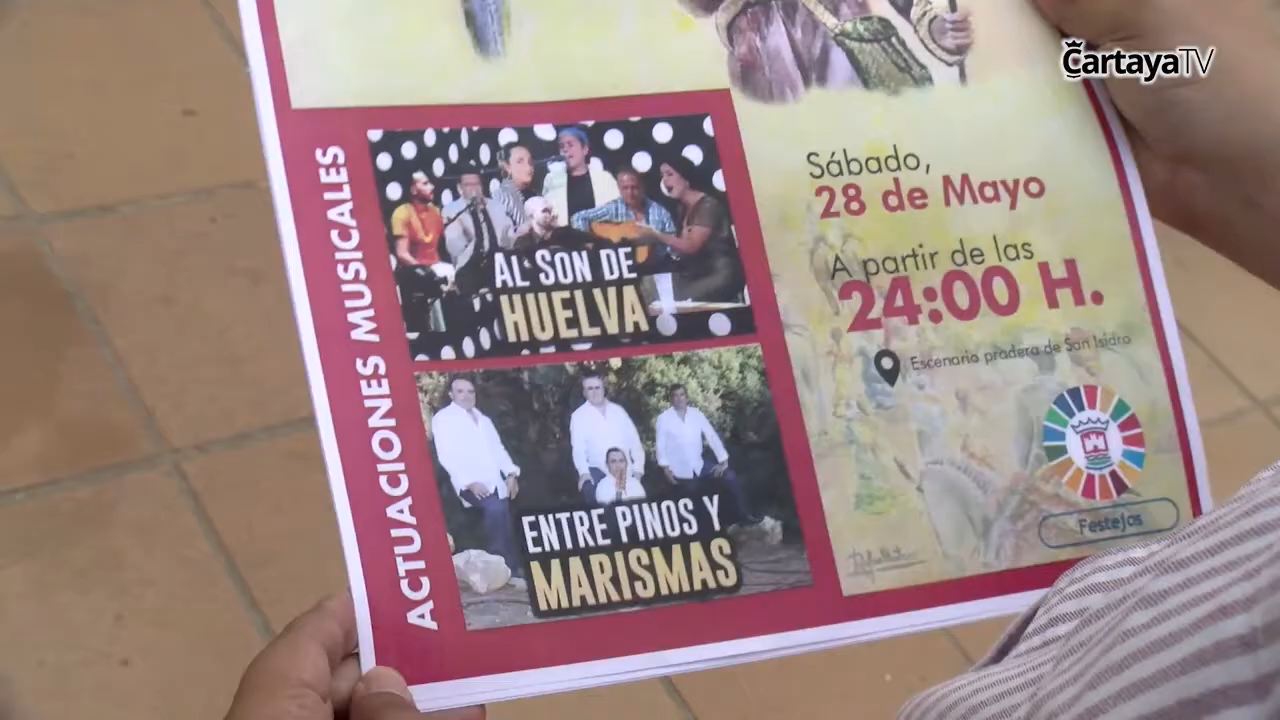 CartayaTV
ACTUACIONES MUSICALES
AL SON DE
HUELVA
ENTRE PINOS Y
MARISMAS
Sábado,
28 de Mayo
A partir de las
24:00 H.
Escenario pradera de San Isidro
Festejos